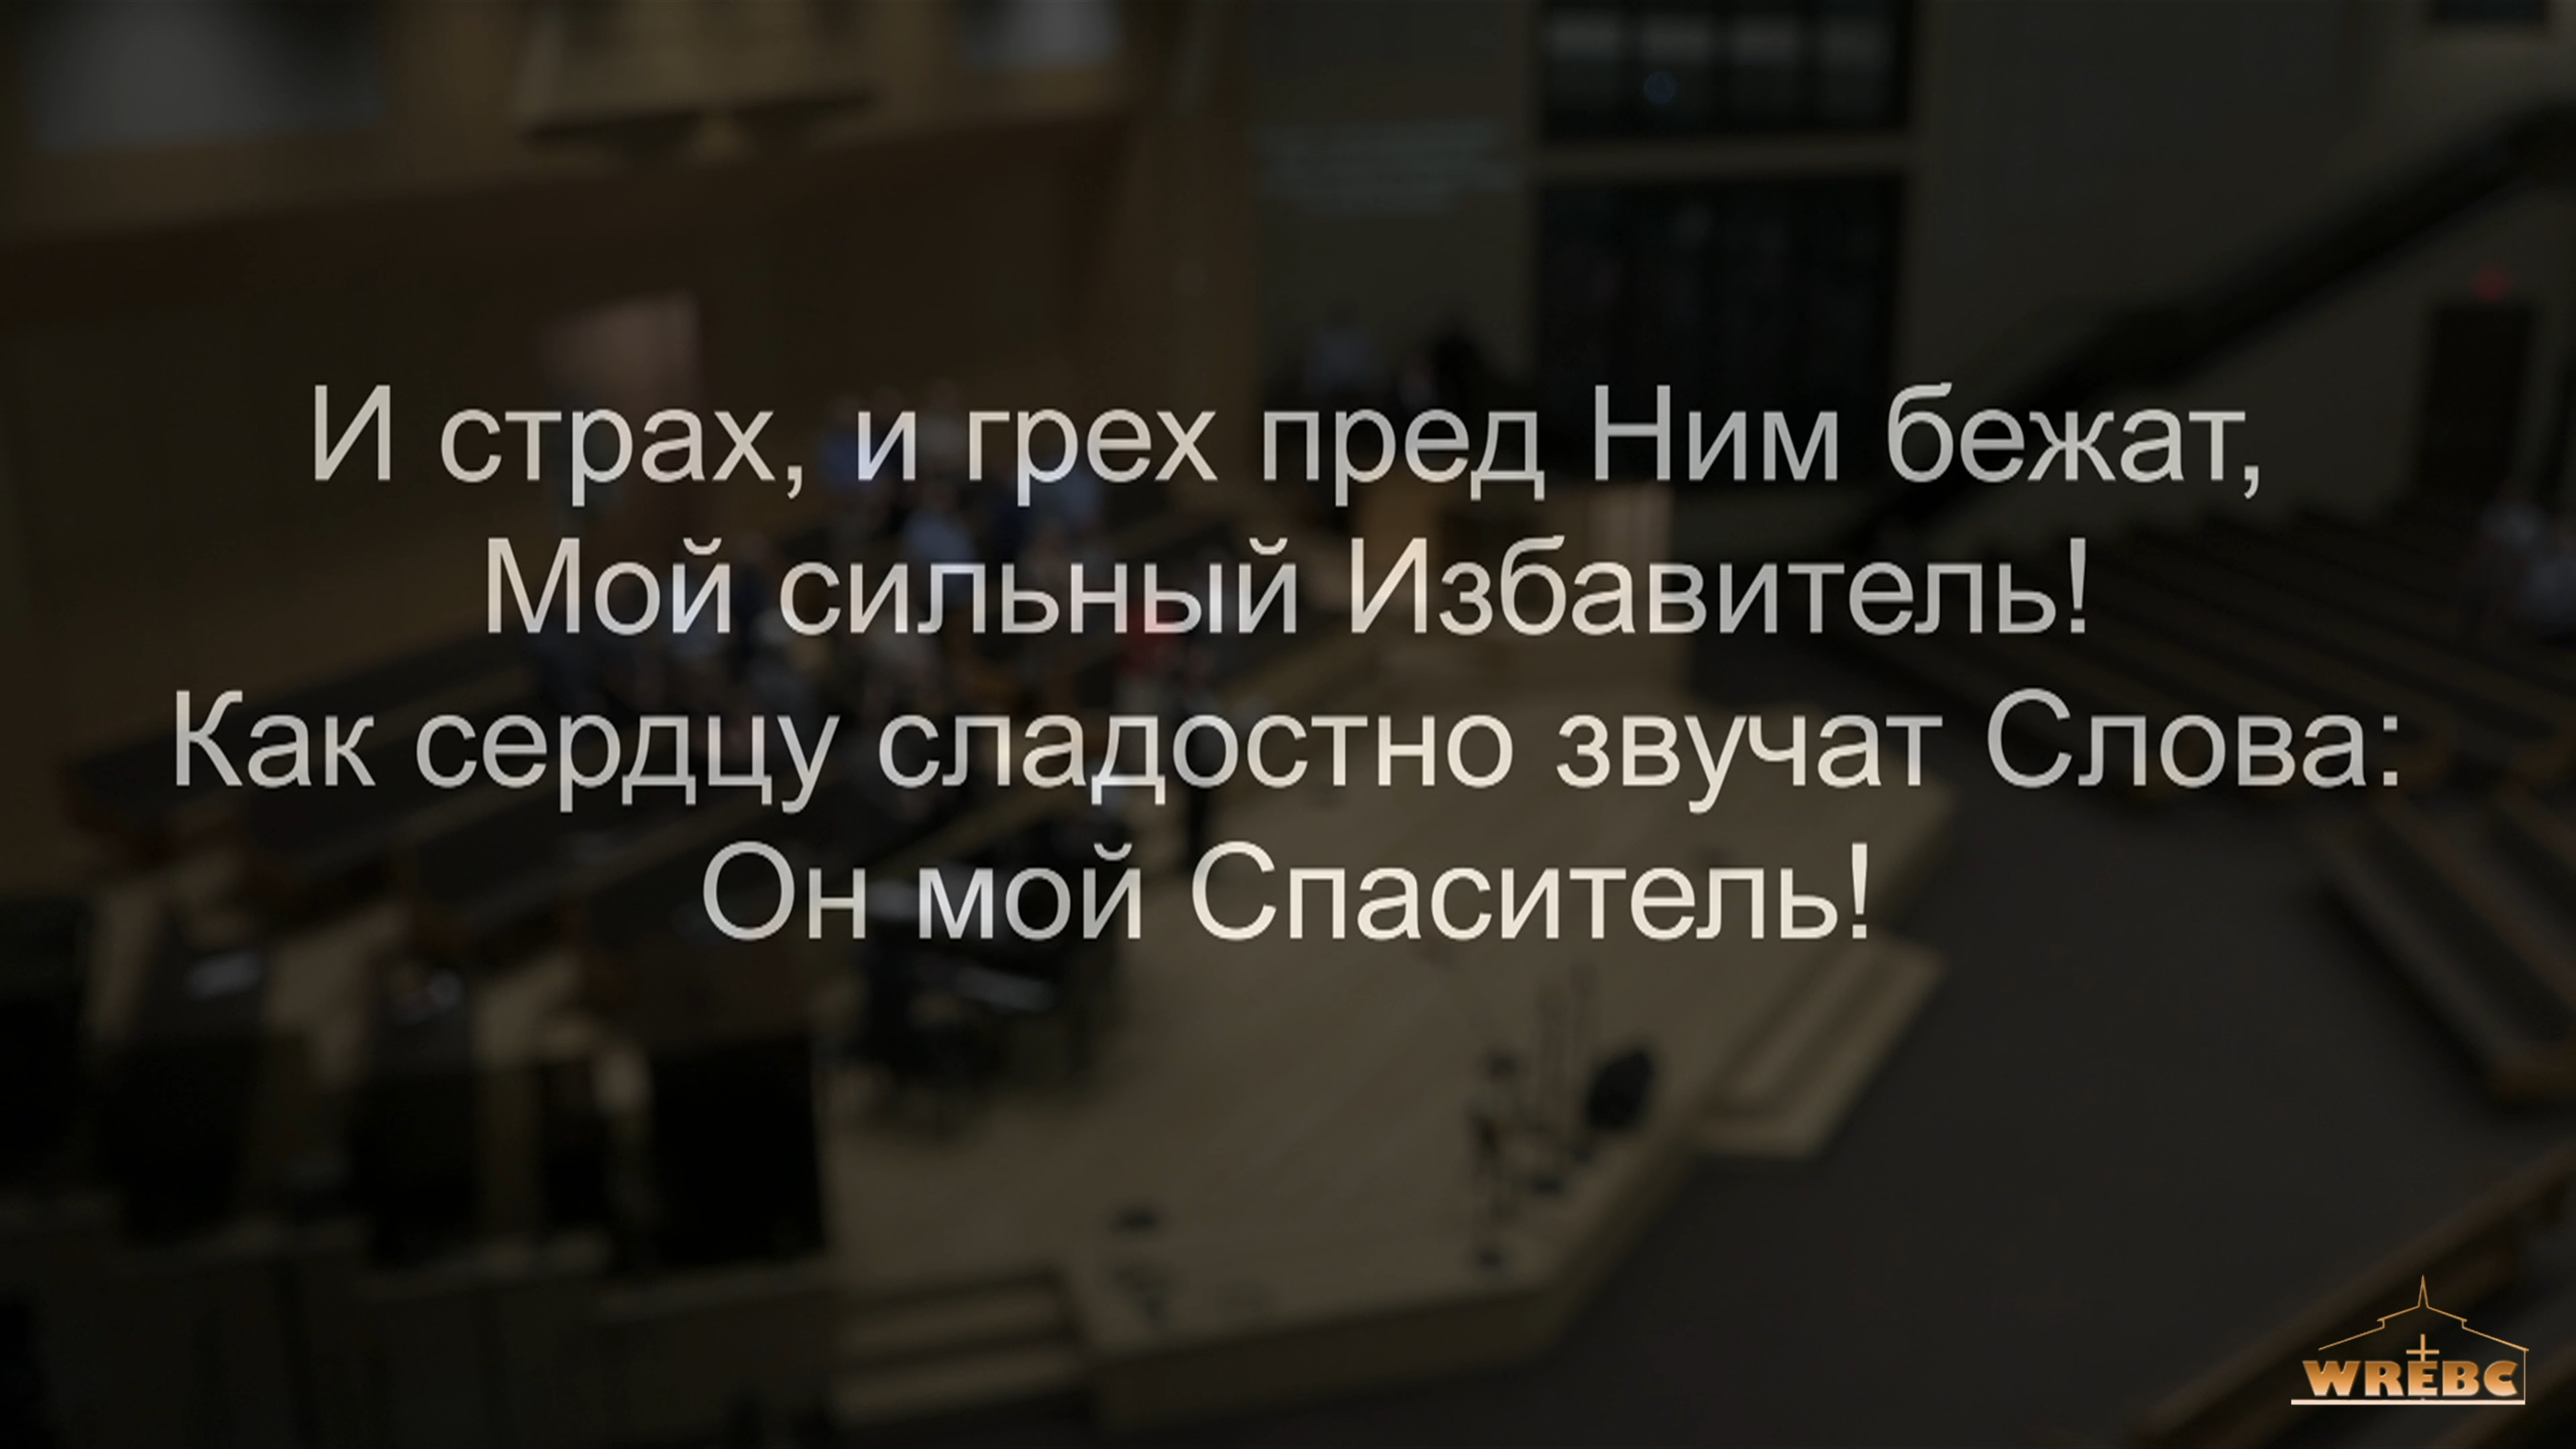 И страх, и грех пред Ним бежат,
Мой сильный Избавитель!
Как сердцу сладостно звучат Слова:
Он мой Спаситель!
WREBC